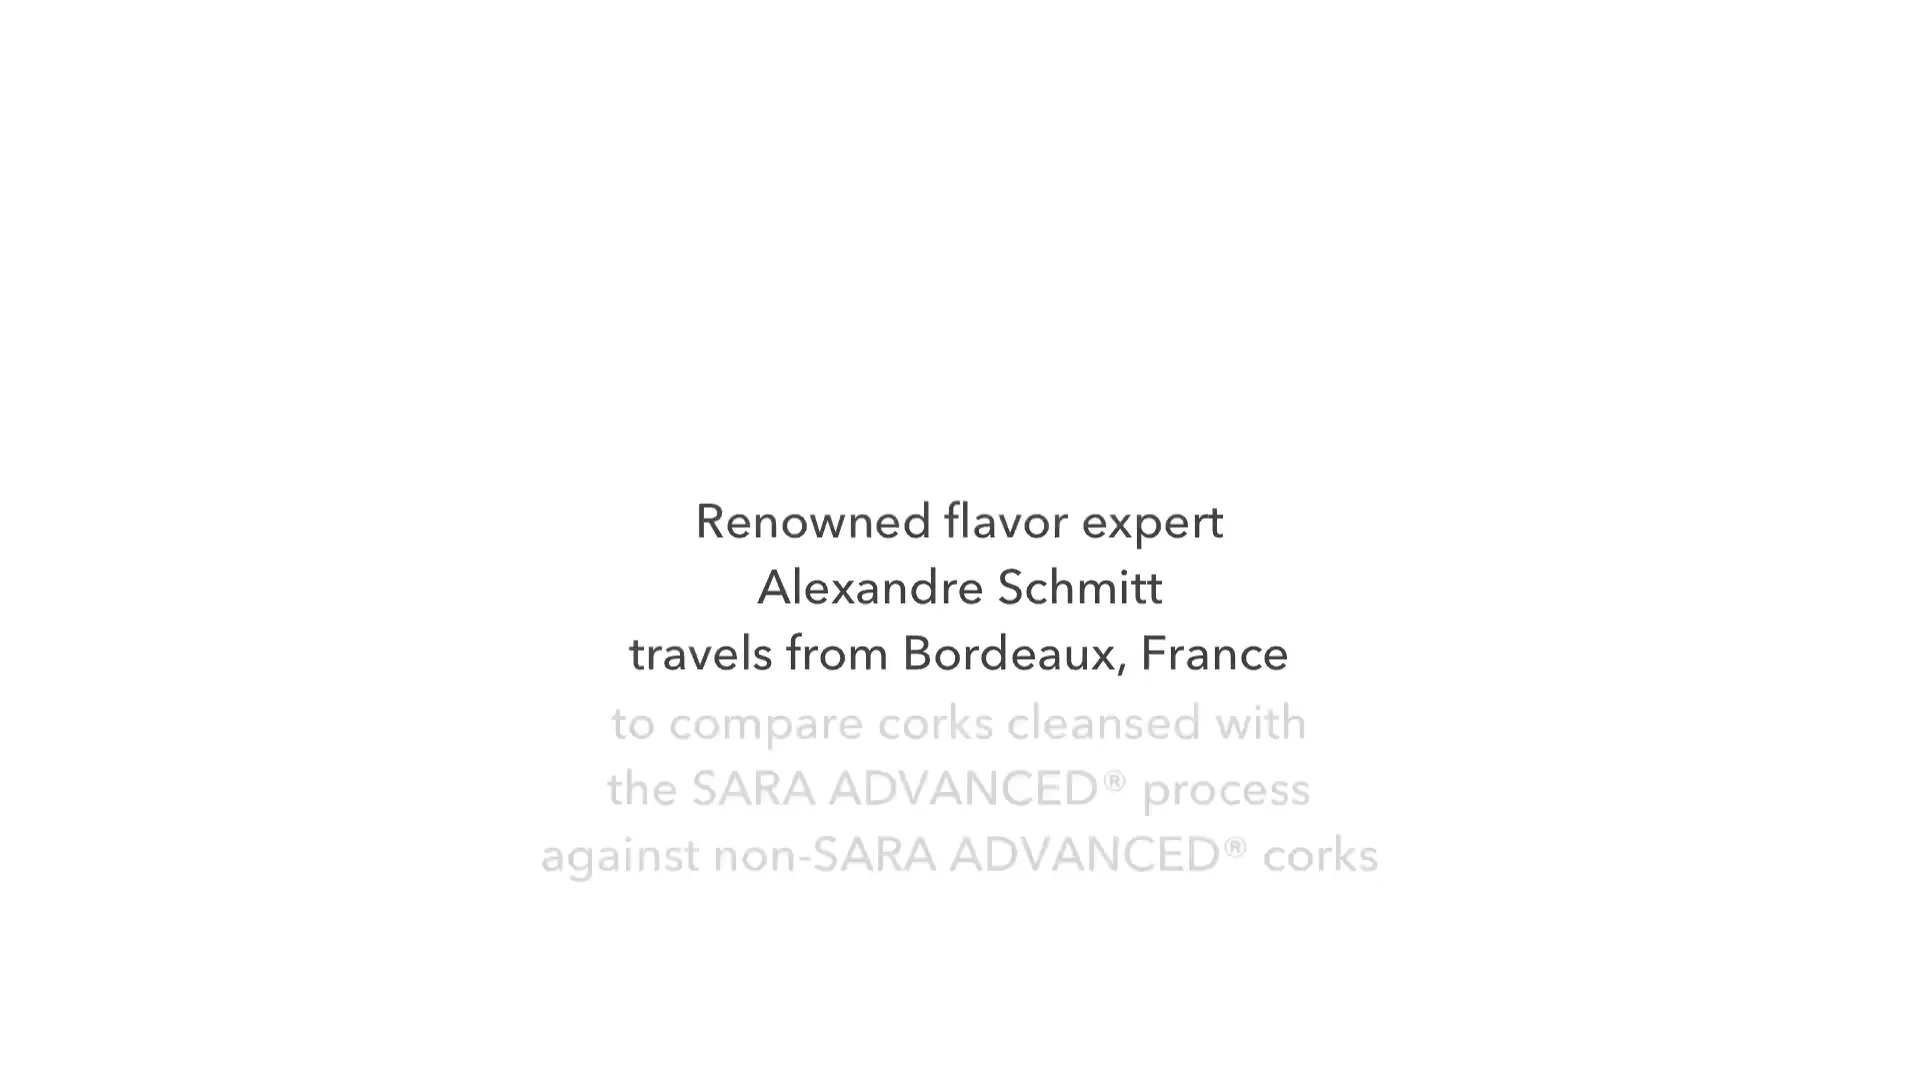 Renowned flavor expert
Alexandre Schmitt
travels from Bordeaux, France
to compare corks cleansed with
the SARA ADVANCED® process
against non-SARA ADVANCED® corks